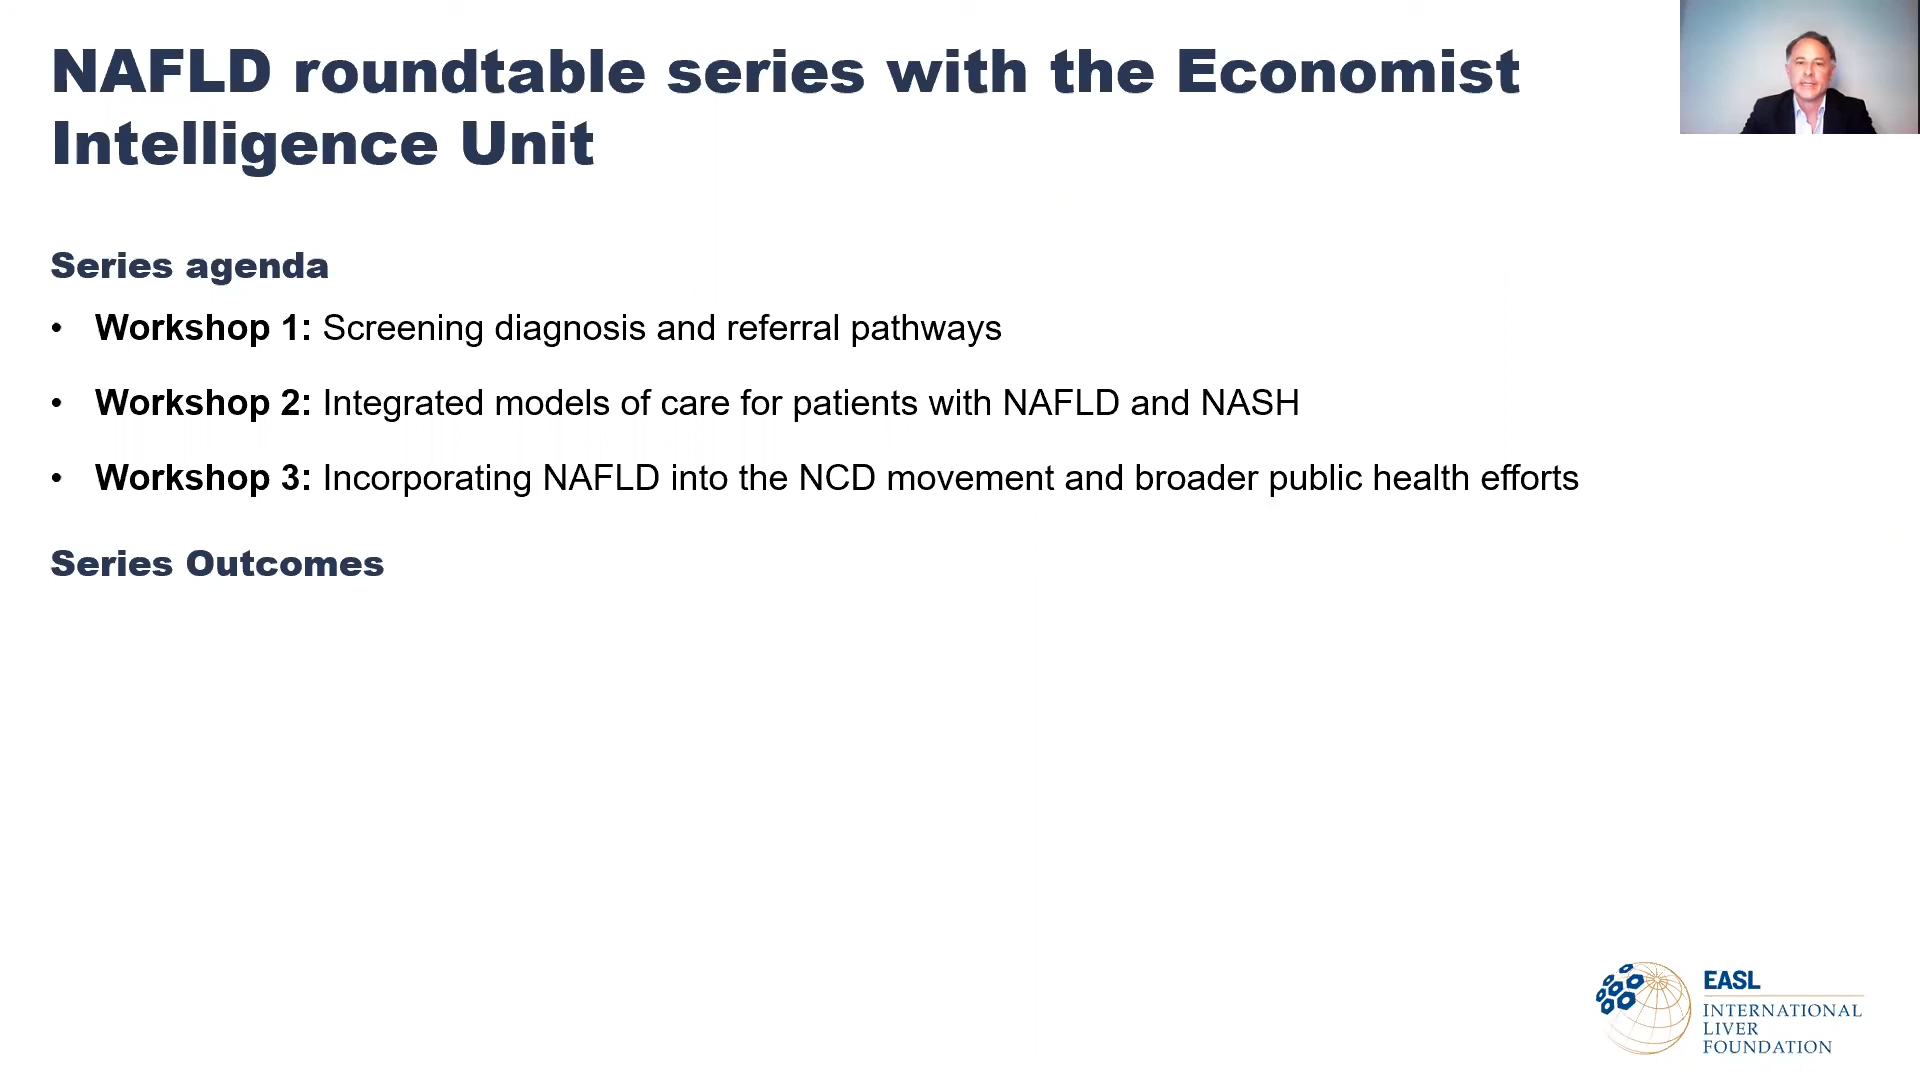 NAFLD roundtable series with the Economist
Intelligence Unit
Series agenda
• Workshop 1: Screening diagnosis and referral pathways
• Workshop 2: Integrated models of care for patients with NAFLD and NASH
• Workshop 3: Incorporating NAFLD into the NCD movement and broader public health efforts
Series Outcomes
EASL
INTERNATIONAL
LIVER
FOUNDATION